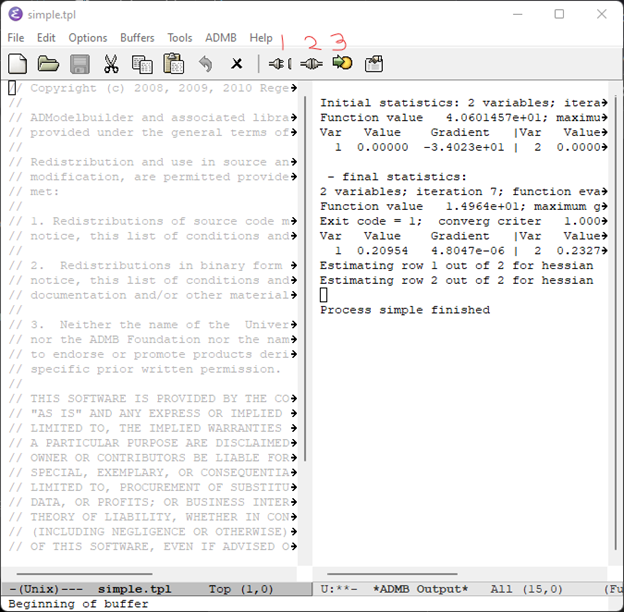 simple.tpl
File Edit Options Buffers Tools ADMB Help 1 2 3
// Copyright (c) 2008, 2009, 2010 Rege
//
// ADModelbuilder and associated libra
// provided under the general terms of
//
// Redistribution and use in source an
// modification, are permitted provide
// met:
//
// 1. Redistributions of source code m
// notice, this list of conditions and
//
// 2.  Redistributions in binary form
// notice, this list of conditions and
// documentation and/or other material
//
// 3.  Neither the name of the  Univer
// nor the ADMB Foundation nor the nam
// to endorse or promote products deri
// specific prior written permission.
//
// THIS SOFTWARE IS PROVIDED BY THE CO
// "AS IS" AND ANY EXPRESS OR IMPLIED
// LIMITED TO, THE IMPLIED WARRANTIES
// A PARTICULAR PURPOSE ARE DISCLAIMED
// OWNER OR CONTRIBUTORS BE LIABLE FOR
// SPECIAL, EXEMPLARY, OR CONSEQUENTIA
// LIMITED TO, PROCUREMENT OF SUBSTITU
// DATA, OR PROFITS; OR BUSINESS INTER
// THEORY OF LIABILITY, WHETHER IN CON
// (INCLUDING NEGLIGENCE OR OTHERWISE)
// OF THIS SOFTWARE, EVEN IF ADVISED O
-(Unix)--- simple.tpl Top (1,0)
Initial statistics: 2 variables; itera
Function value   4.0601457e+01; maximu
Var   Value    Gradient   |Var   Value
1 0.00000  -3.4023e+01 |  2  0.0000
- final statistics:
2 variables; iteration 7; function eva
Function value   1.4964e+01; maximum g
Exit code = 1;  converg criter   1.000
Var   Value    Gradient   |Var   Value
1 0.20954   4.8047e-06 |  2  0.2327
Estimating row 1 out of 2 for hessian
Estimating row 2 out of 2 for hessian
Process simple finished
U:**- *ADMB Output* All (15,0) (Fu
Beginning of buffer